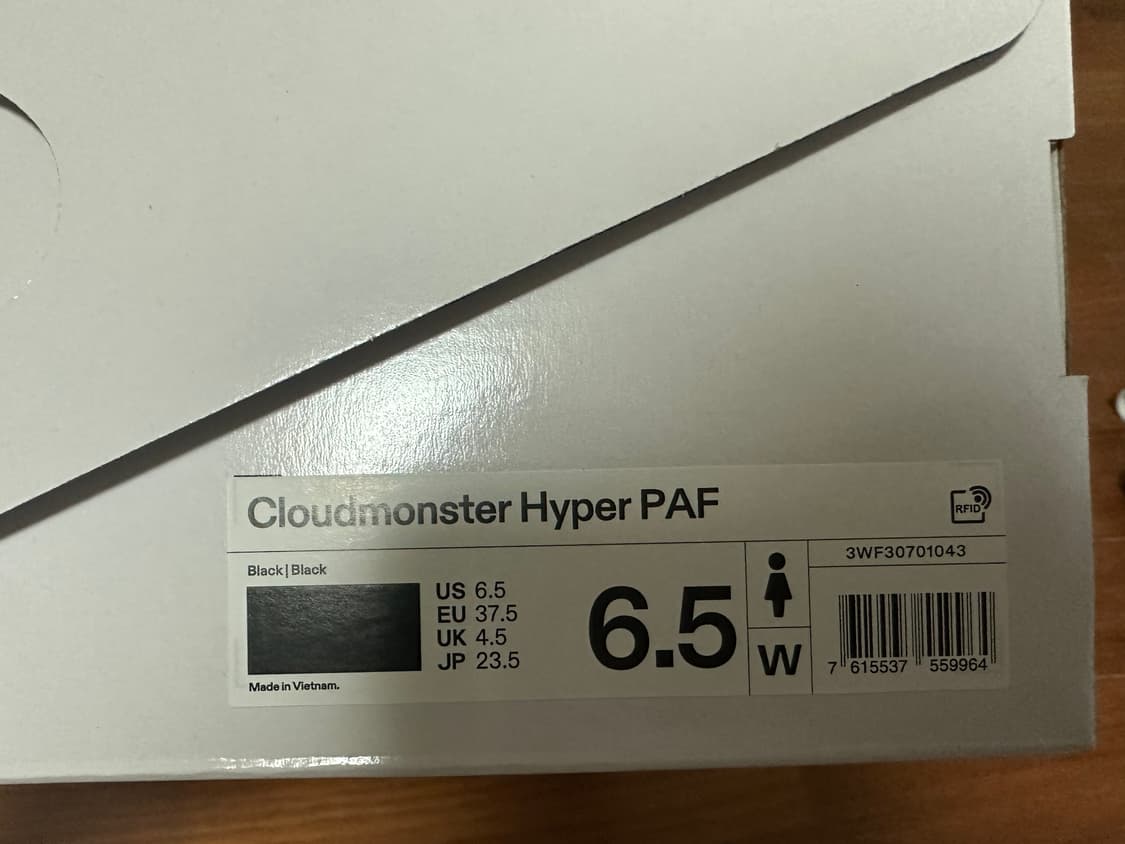 Cloudmonster Hyper PAF
RFID
Black|Black
US 6.5
EU 37.5
UK 4.5
JP 23.5
Made in Vietnam.
6.5
W
3WF30701043
7 615537 559964